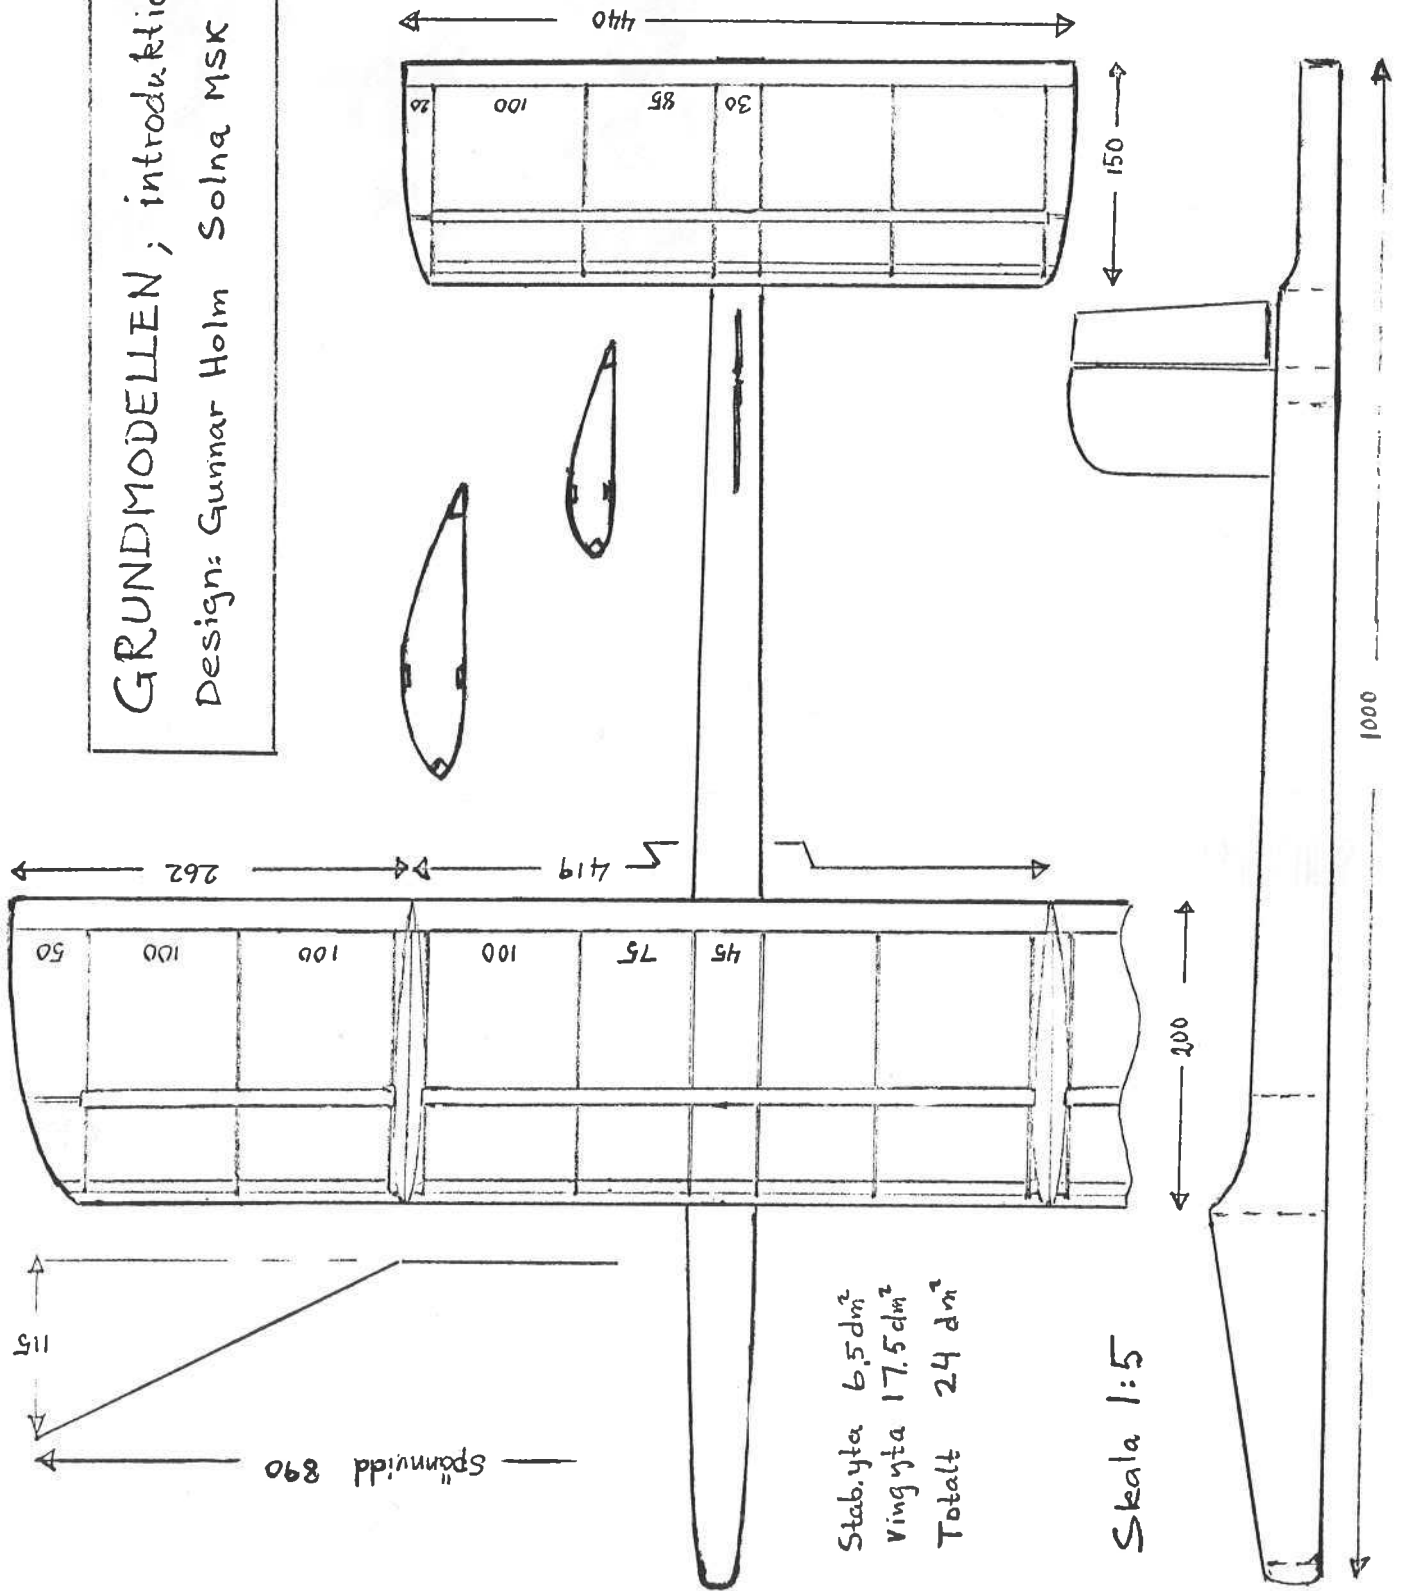 GRUNDMODELLEN ; introduktio
Design: Gunnar Holm Solna MSK
440
20
100
85
30
150
262
419
50
100
100
100
75
45
200
115
Spännvidd 890
Stab.yta 6,5 dm²
Vingyta 17.5 dm²
Totalt 24 dm²
Skala 1:5
1000